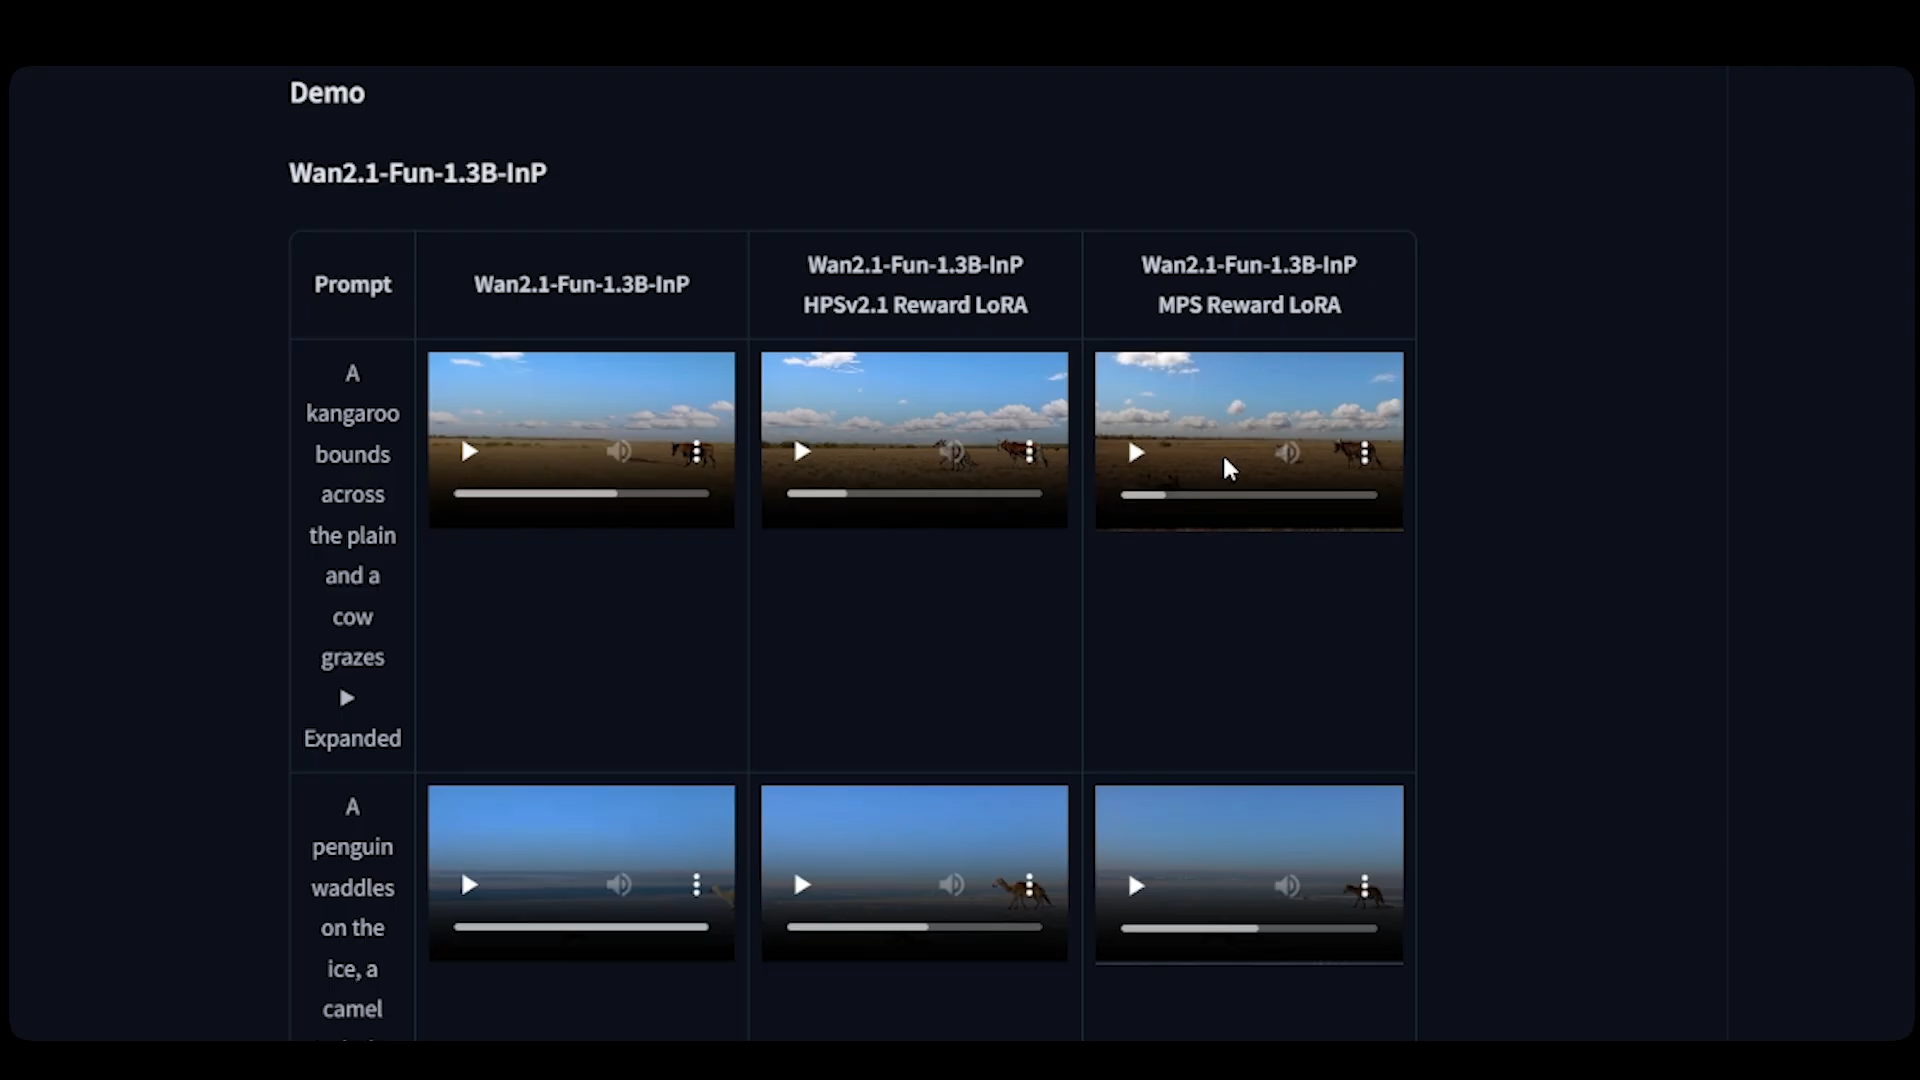 Demo
Wan2.1-Fun-1.3B-InP
Prompt
Wan2.1-Fun-1.3B-InP
Wan2.1-Fun-1.3B-InP
HPSv2.1 Reward LoRA
Wan2.1-Fun-1.3B-InP
MPS Reward LoRA
A
kangaroo
bounds
across
the plain
and a
cow
grazes
Expanded
A
penguin
waddles
on the
ice, a
camel